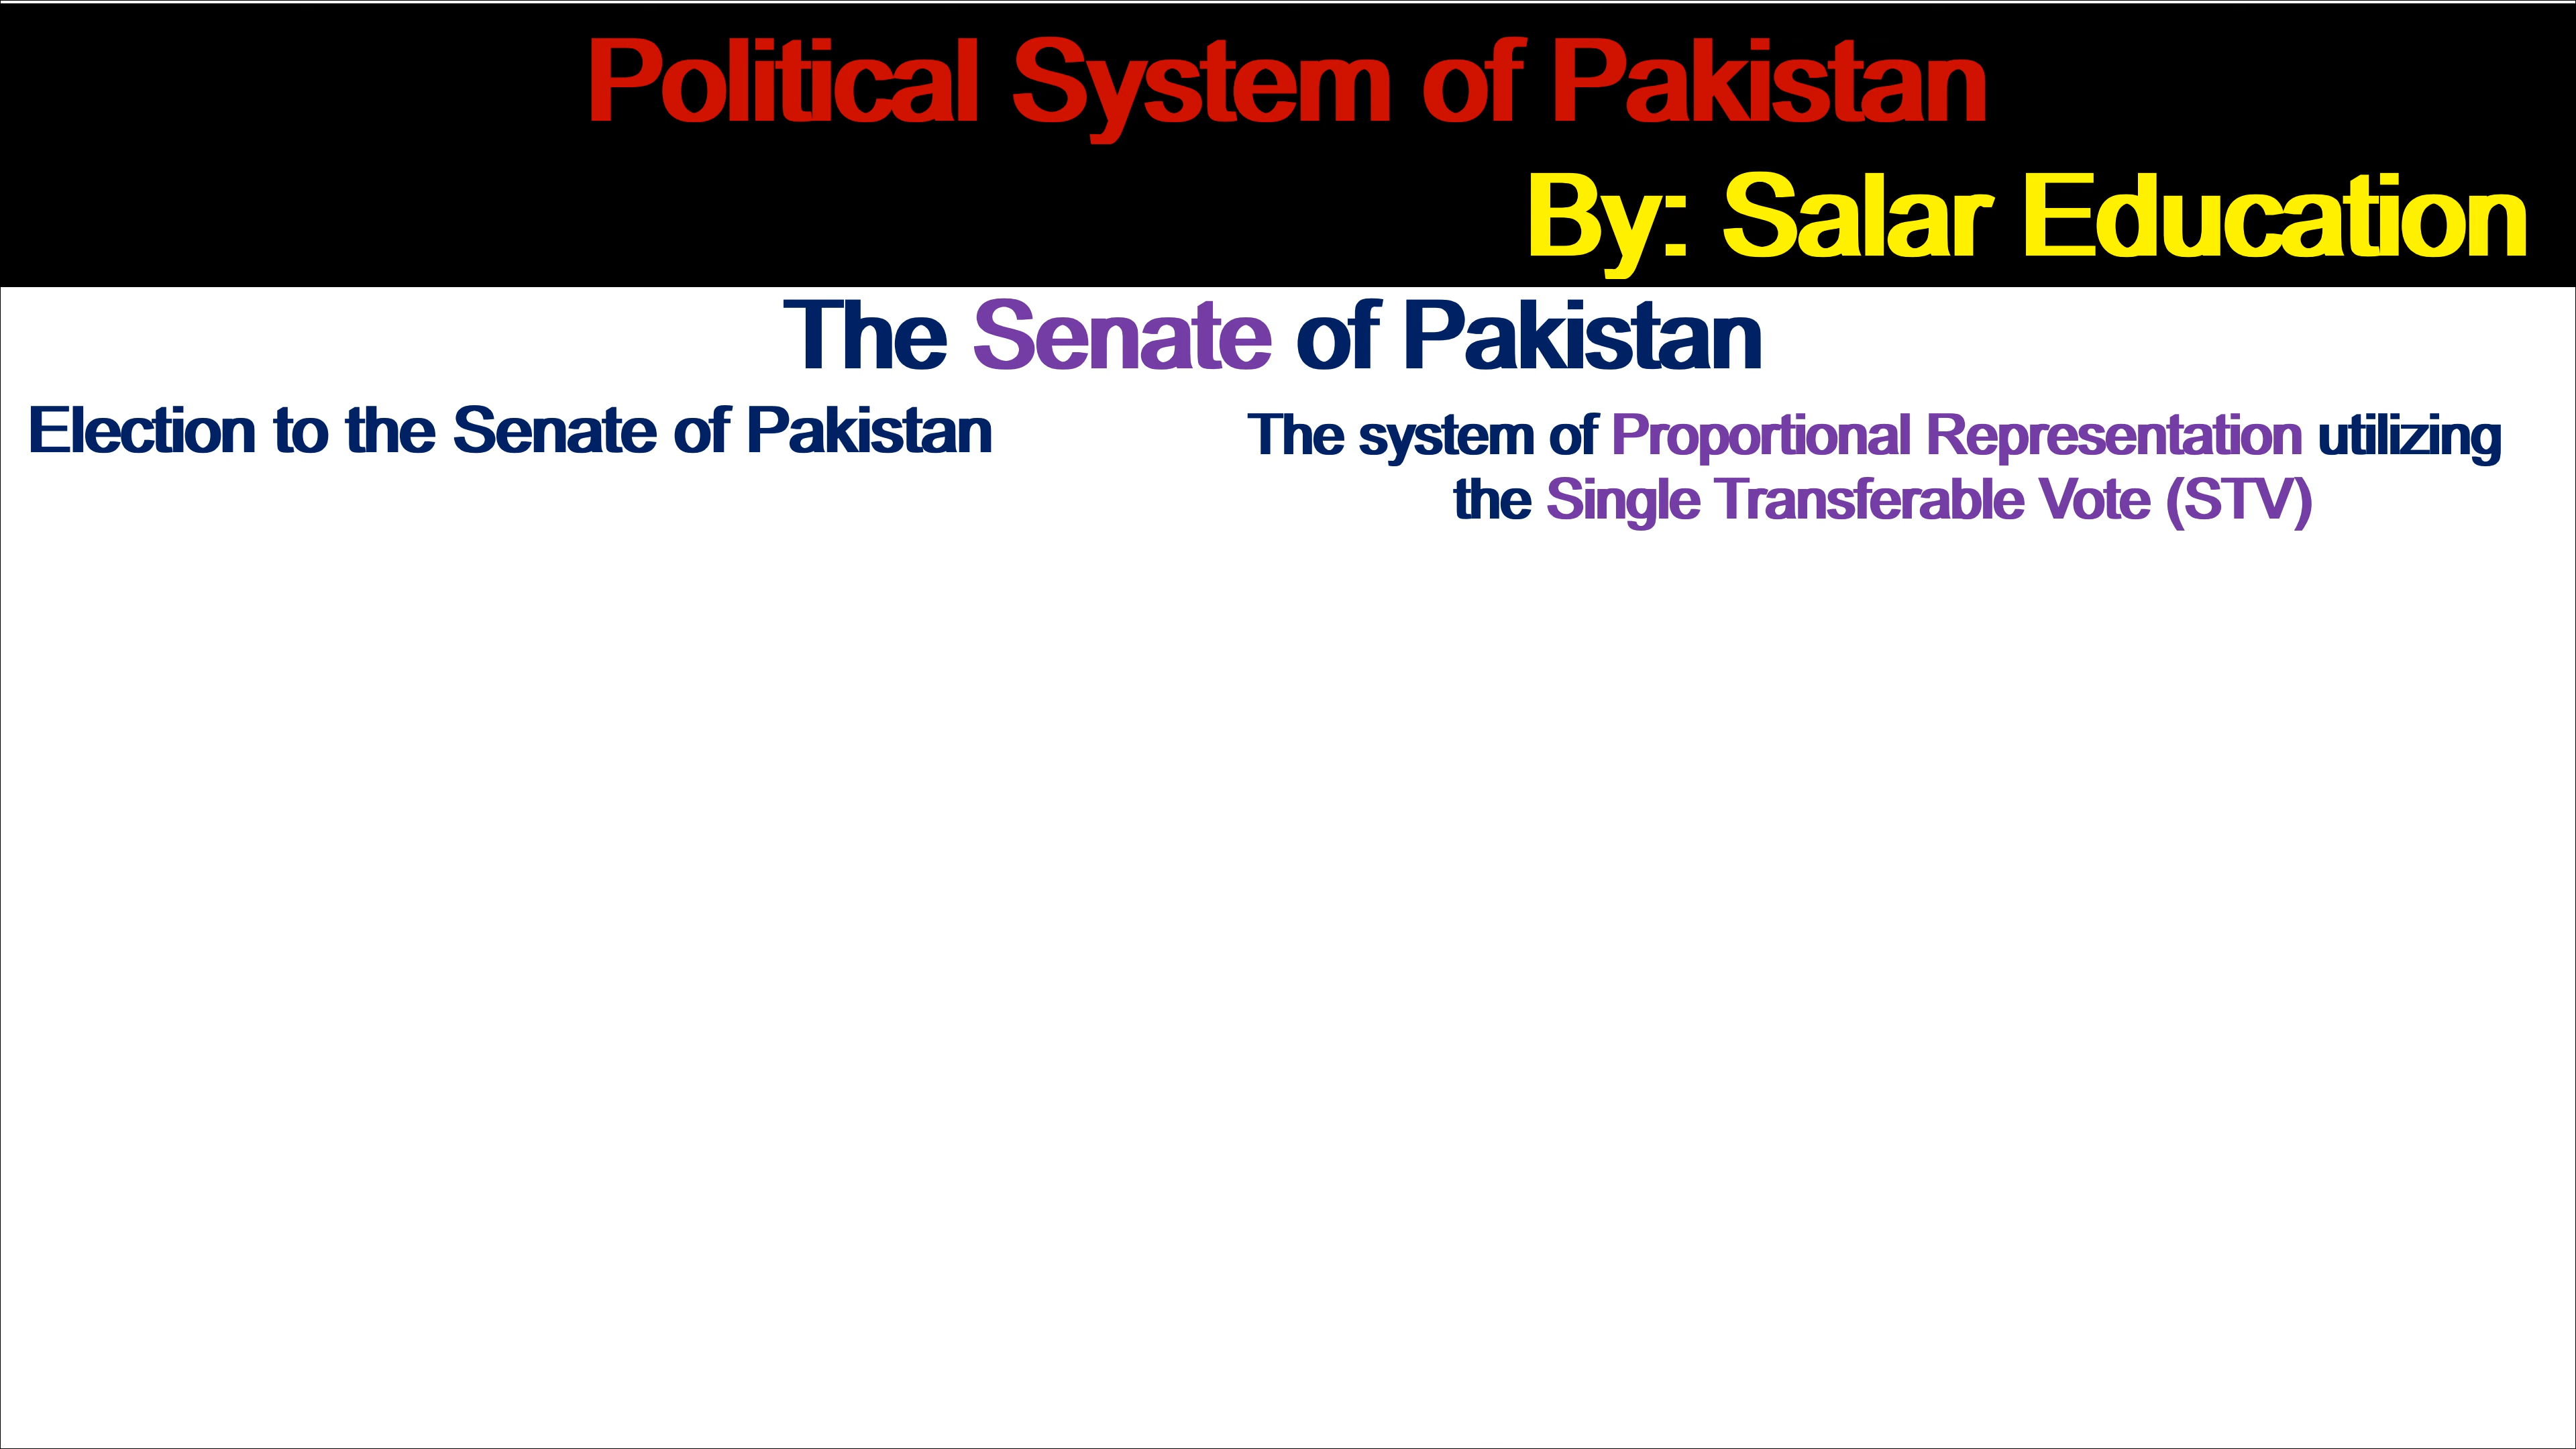 Political System of Pakistan
By: Salar Education
The Senate of Pakistan
Election to the Senate of Pakistan
The system of Proportional Representation utilizing
the Single Transferable Vote (STV)